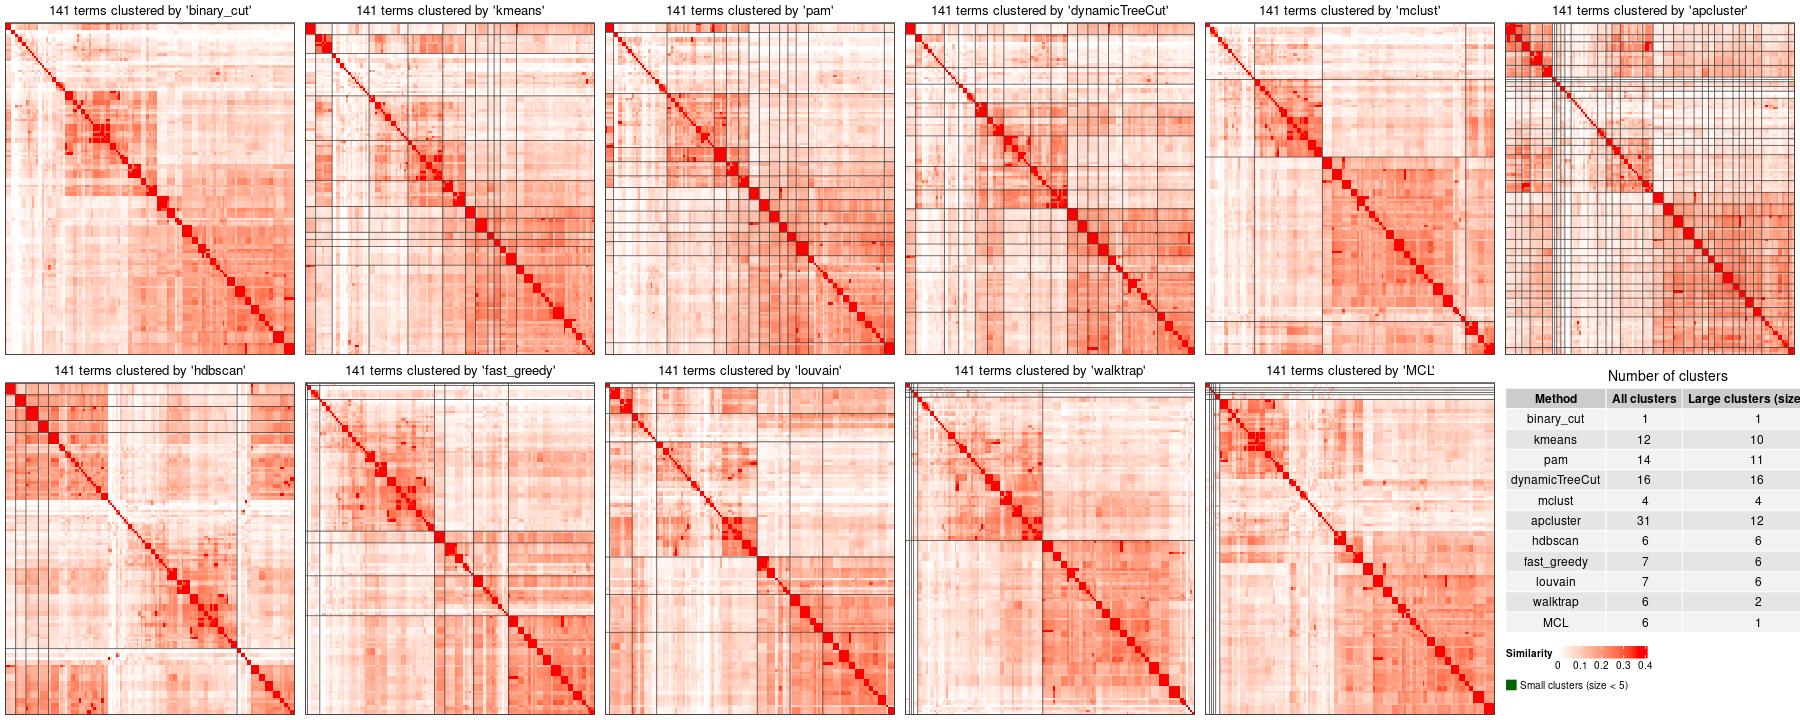 141 terms clustered by 'binary_cut'
141 terms clustered by 'kmeans'
141 terms clustered by 'pam'
141 terms clustered by 'dynamicTreeCut'
141 terms clustered by 'mclust'
141 terms clustered by 'apcluster'
141 terms clustered by 'hdbscan'
141 terms clustered by 'fast_greedy'
141 terms clustered by 'louvain'
141 terms clustered by 'walktrap'
141 terms clustered by 'MCL'
Number of clusters
Method All clusters Large clusters (size
binary_cut 1 1
kmeans 12 10
pam 14 11
dynamicTreeCut 16 16
mclust 4 4
apcluster 31 12
hdbscan 6 6
fast_greedy 7 6
louvain 7 6
walktrap 6 2
MCL 6 1
Similarity
0 0.1 0.2 0.3 0.4
Small clusters (size < 5)